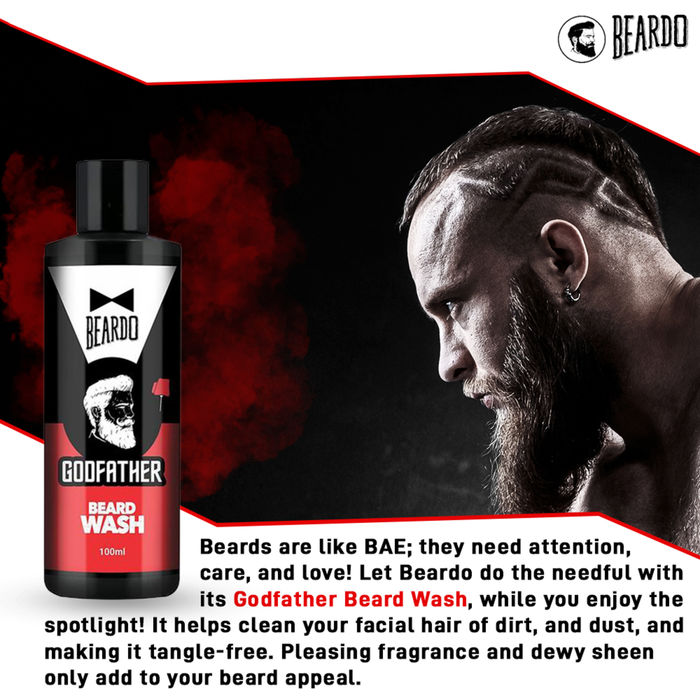 BEARDO
BEARDO
GODFATHER
BEARD
WASH
100ml
Beards are like BAE; they need attention,
care, and love! Let Beardo do the needful with
its Godfather Beard Wash, while you enjoy the
spotlight! It helps clean your facial hair of dirt, and dust, and
making it tangle-free. Pleasing fragrance and dewy sheen
only add to your beard appeal.